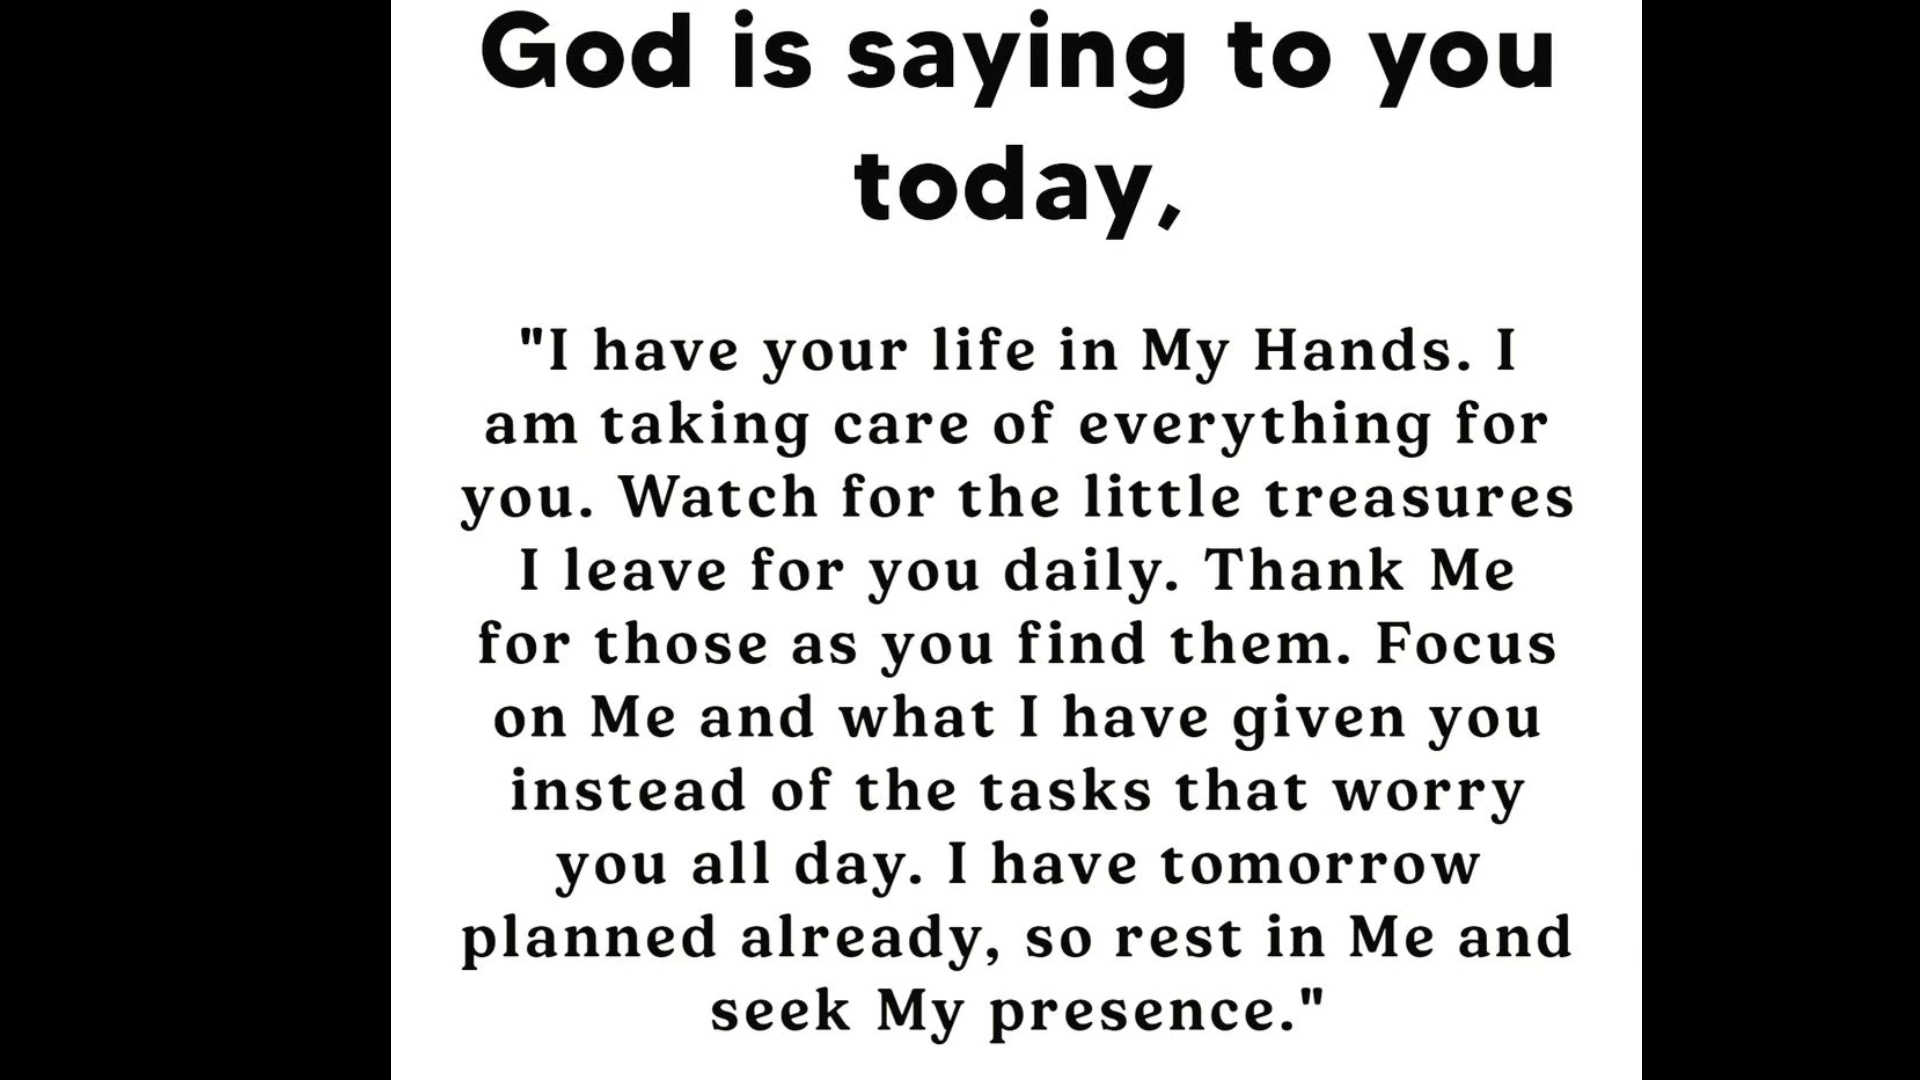 God is saying to you
today,
"I have your life in My Hands. I
am taking care of everything for
you. Watch for the little treasures
I leave for you daily. Thank Me
for those as you find them. Focus
on Me and what I have given you
instead of the tasks that worry
you all day. I have tomorrow
planned already, so rest in Me and
seek My presence."